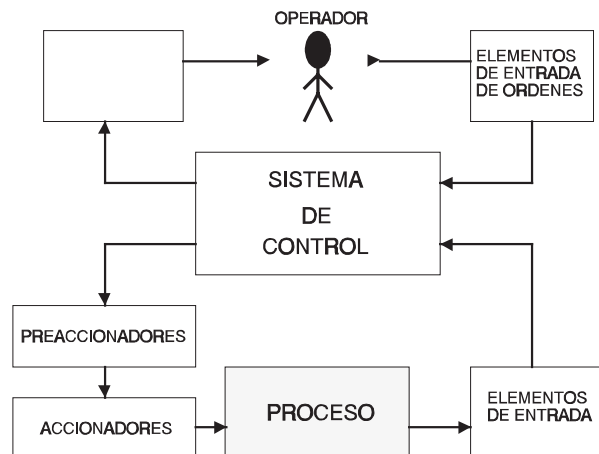 OPERADOR
ELEMENTOS
DE ENTRADA
DE ORDENES
SISTEMA
DE
CONTROL
PREACCIONADORES
ACCIONADORES
PROCESO
ELEMENTOS
DE ENTRADA